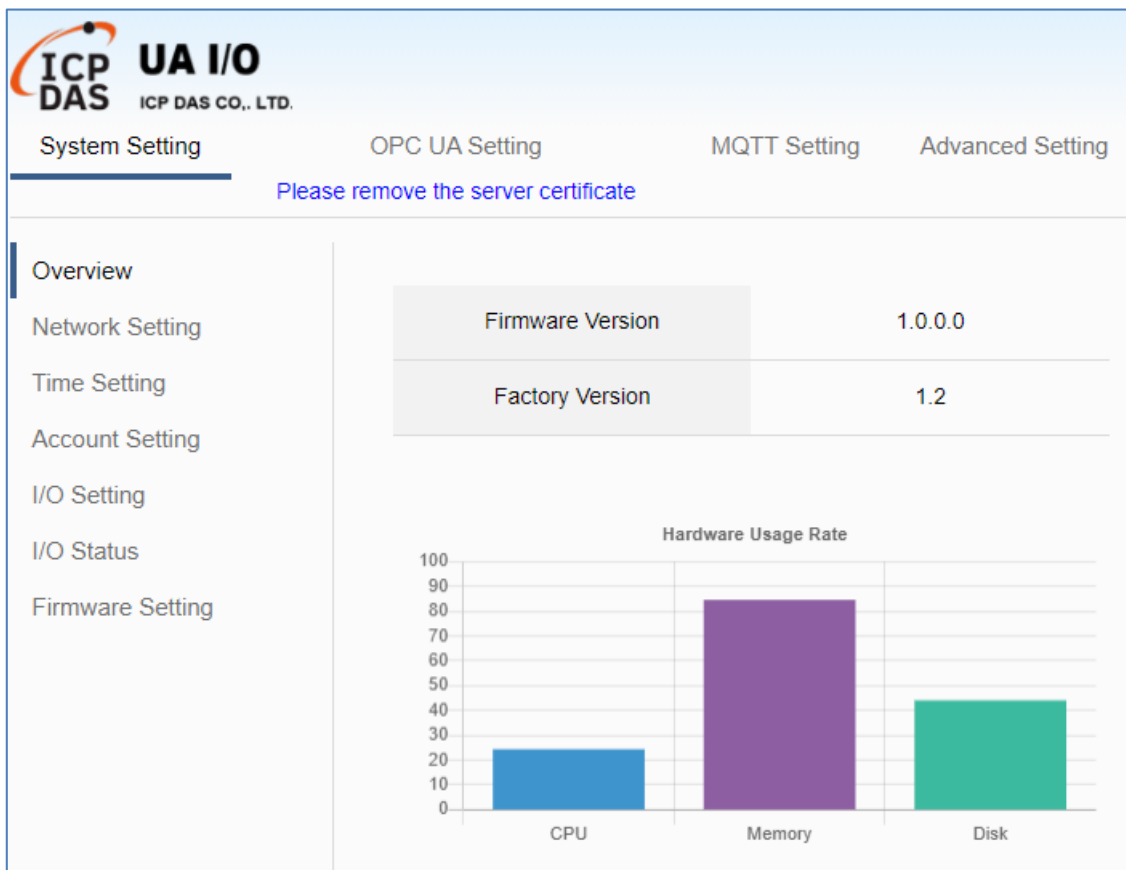 ICP
DAS
UA I/O
ICP DAS CO,. LTD.
System Setting OPC UA Setting MQTT Setting Advanced Setting
Please remove the server certificate
Overview
Network Setting
Time Setting
Account Setting
I/O Setting
I/O Status
Firmware Setting
Firmware Version 1.0.0.0
Factory Version 1.2
Hardware Usage Rate
100
90
80
70
60
50
40
30
20
10
0
CPU Memory Disk